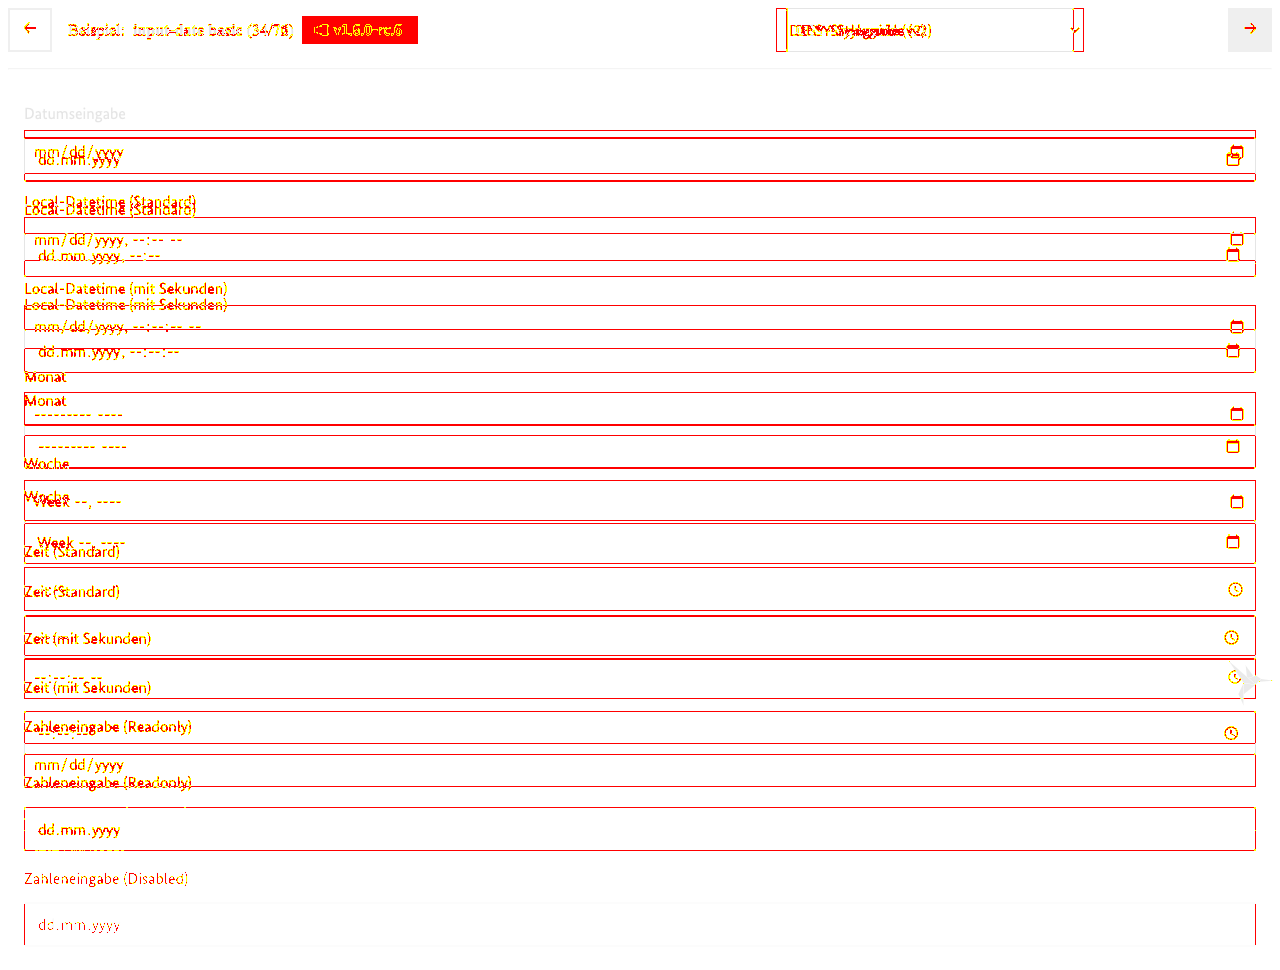 Beispiel: input-date basic (34/78) v1.6.0-rc.6
Datumseingabe
mm/dd/yyyy
dd.mm.yyyy
Local-Datetime (Standard)
Local-Datetime (Standard)
mm/dd/yyyy, --:-- --
dd.mm.yyyy, --:--
Local-Datetime (mit Sekunden)
Local-Datetime (mit Sekunden)
mm/dd/yyyy, --:--:-- --
dd.mm.yyyy, --:--:--
Monat
Monat
--------- ----
--------- ----
Woche
Woche
Week --, ----
Week --, ----
Zeit (Standard)
Zeit (Standard)
Zeit (mit Sekunden)
--:--:-- --
Zeit (mit Sekunden)
Zahleneingabe (Readonly)
--:--:--
mm/dd/yyyy
Zahleneingabe (Readonly)
dd.mm.yyyy
Zahleneingabe (Disabled)
dd.mm.yyyy